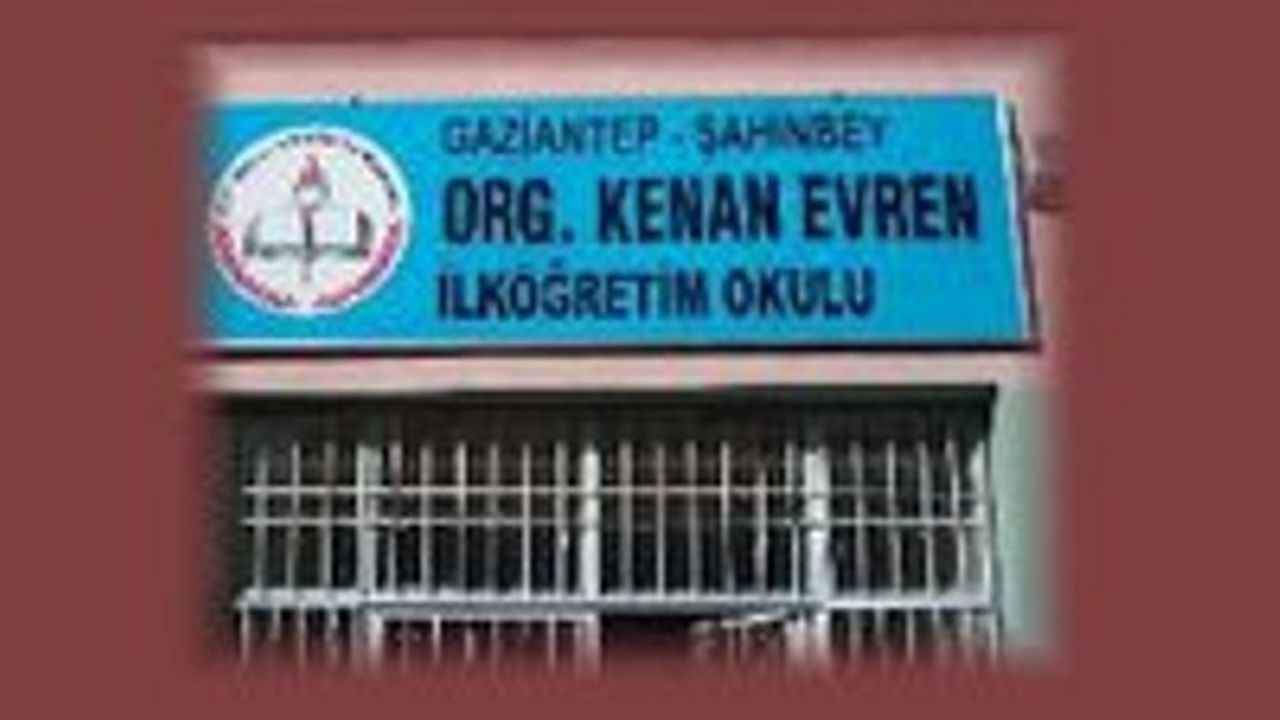 GAZİANTEP - ŞAHİNBEY
ORG. KENAN EVREN
İLKÖĞRETİM OKULU